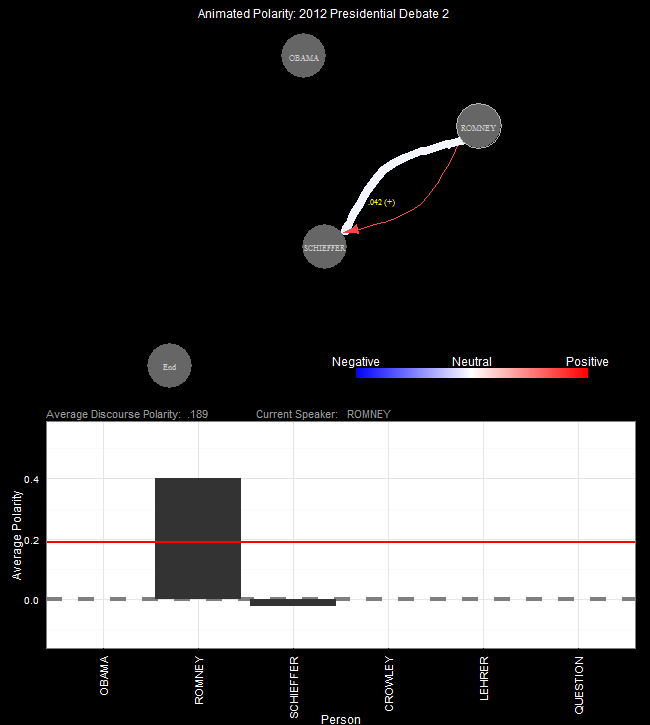 Animated Polarity: 2012 Presidential Debate 2
OBAMA
ROMNEY
.042 (+)
SCHIEFFER
End
Negative Neutral Positive
Average Discourse Polarity: .189 Current Speaker: ROMNEY
Average Polarity
0.4
0.2
0.0
OBAMA
ROMNEY
SCHIEFFER
CROWLEY
LEHRER
QUESTION
Person